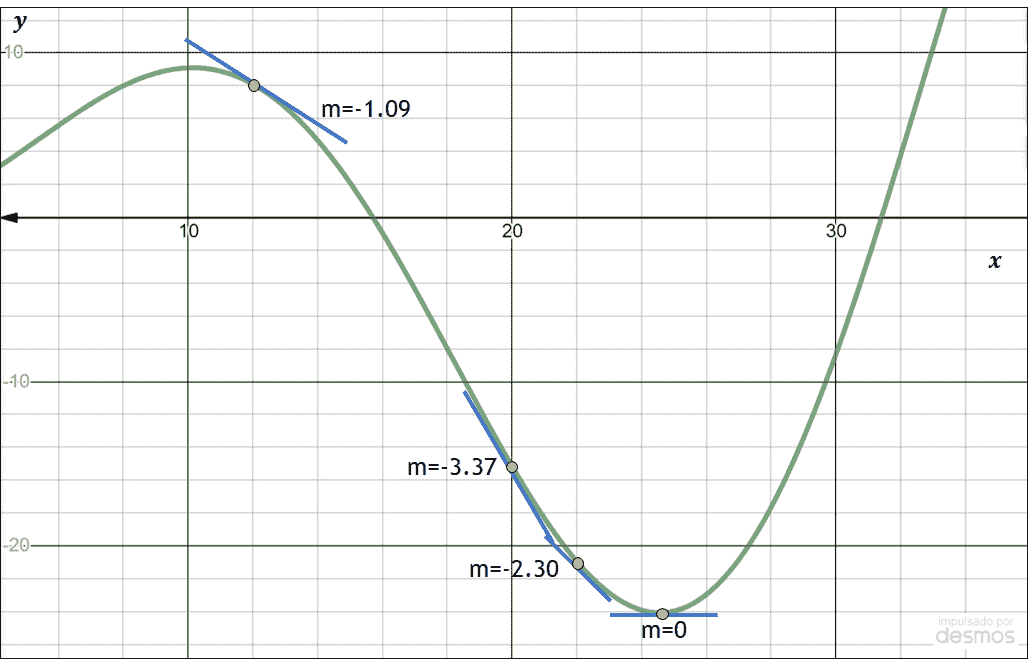 y
10
m=-1.09
10
20
30
x
-10
m=-3.37
-20
m=-2.30
m=0
impulsado por
desmos